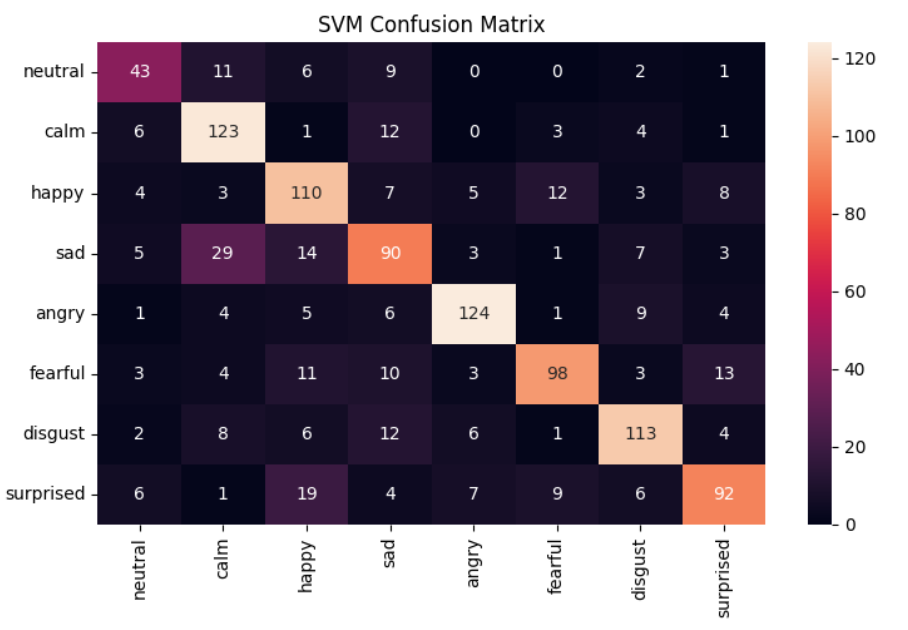 SVM Confusion Matrix
neutral 43 11 6 9 0 0 2 1
calm 6 123 1 12 0 3 4 1
happy 4 3 110 7 5 12 3 8
sad 5 29 14 90 3 1 7 3
angry 1 4 5 6 124 1 9 4
fearful 3 4 11 10 3 98 3 13
disgust 2 8 6 12 6 1 113 4
surprised 6 1 19 4 7 9 6 92
neutral calm happy sad angry fearful disgust surprised
120
100
80
60
40
20
0